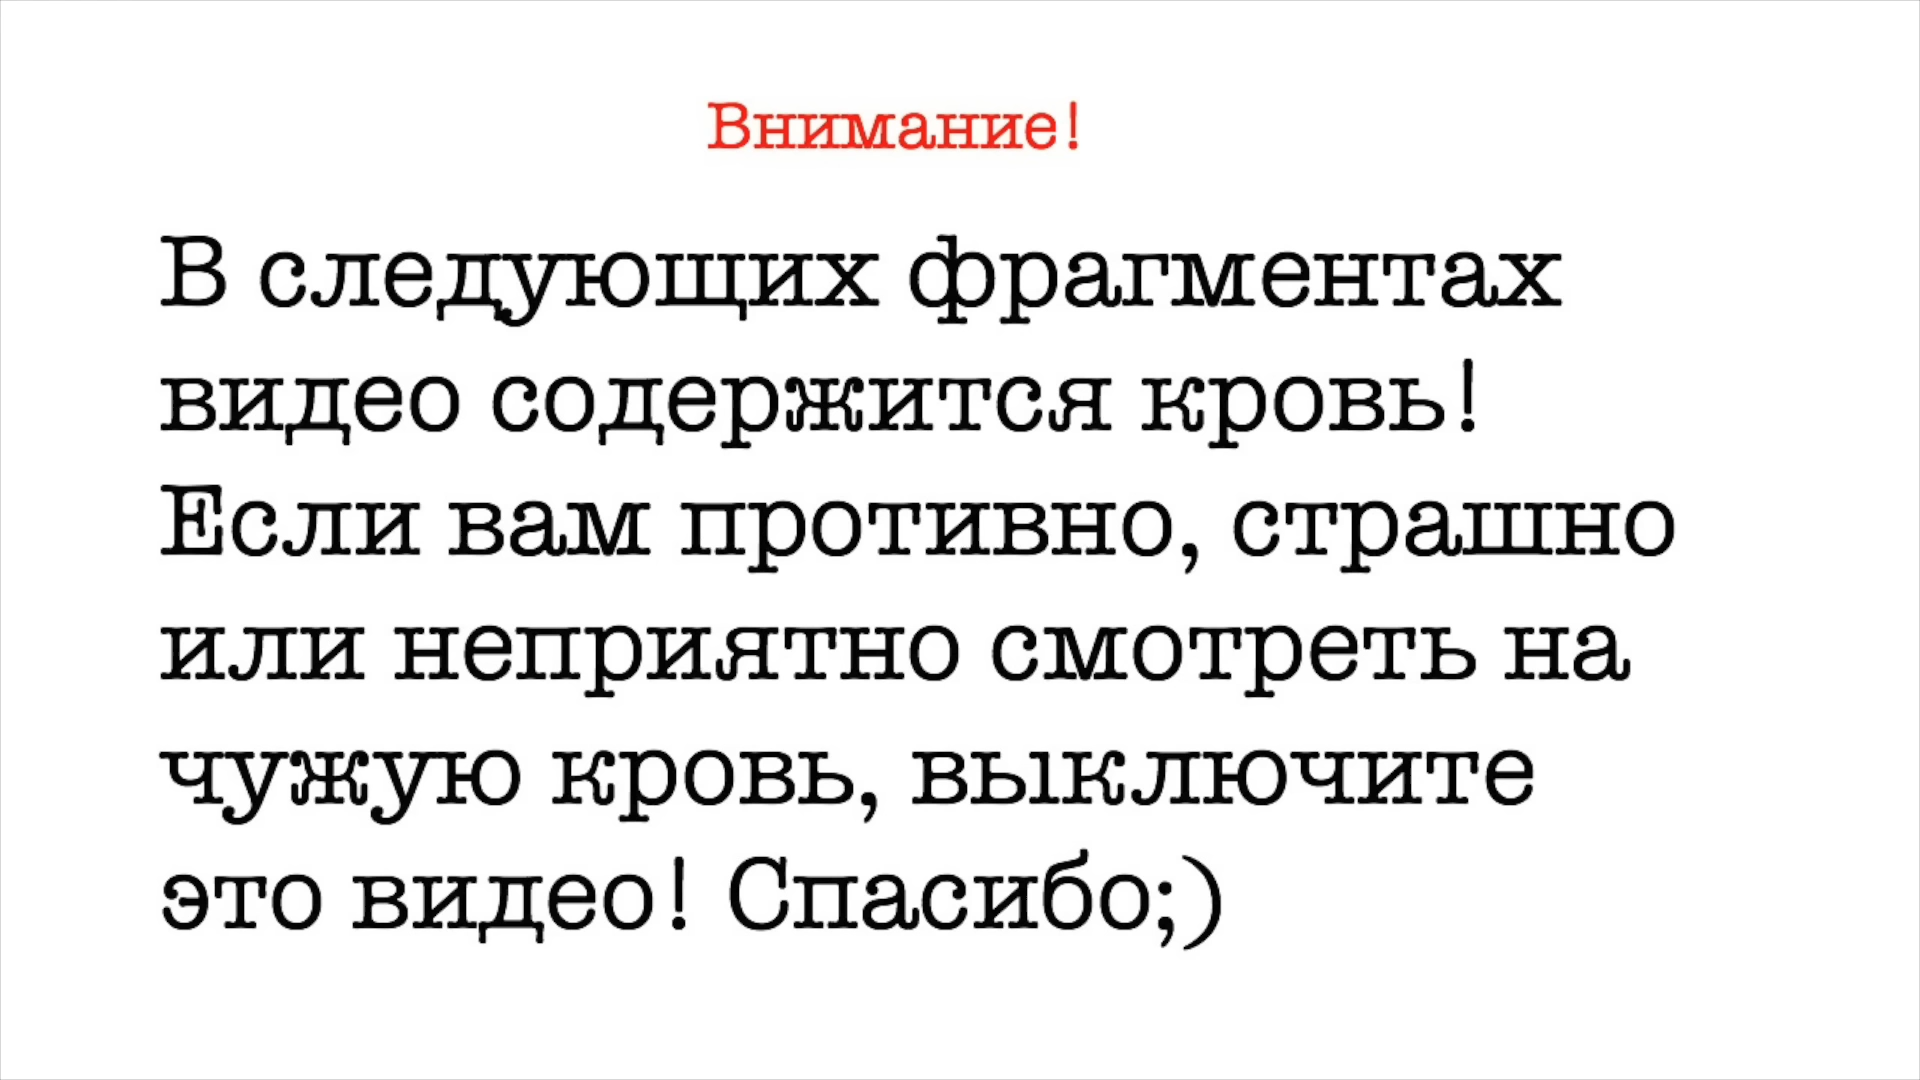 Внимание!
В следующих фрагментах
видео содержится кровь!
Если вам противно, страшно
или неприятно смотреть на
чужую кровь, выключите
это видео! Спасибо;)